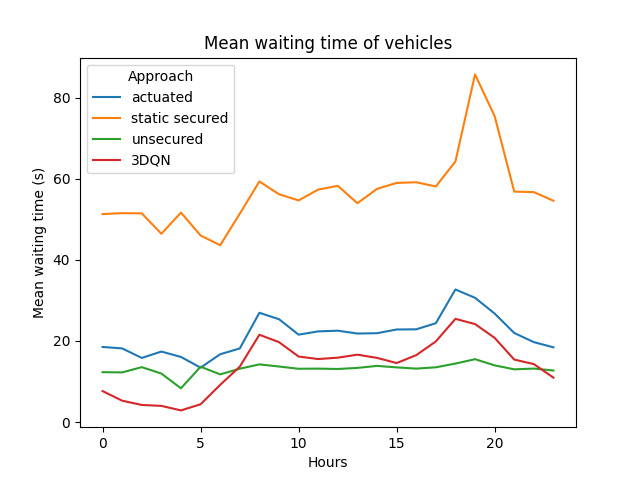 Mean waiting time of vehicles
Approach
actuated
static secured
unsecured
3DQN
Mean waiting time (s)
80
60
40
20
0
0 5 10 15 20
Hours